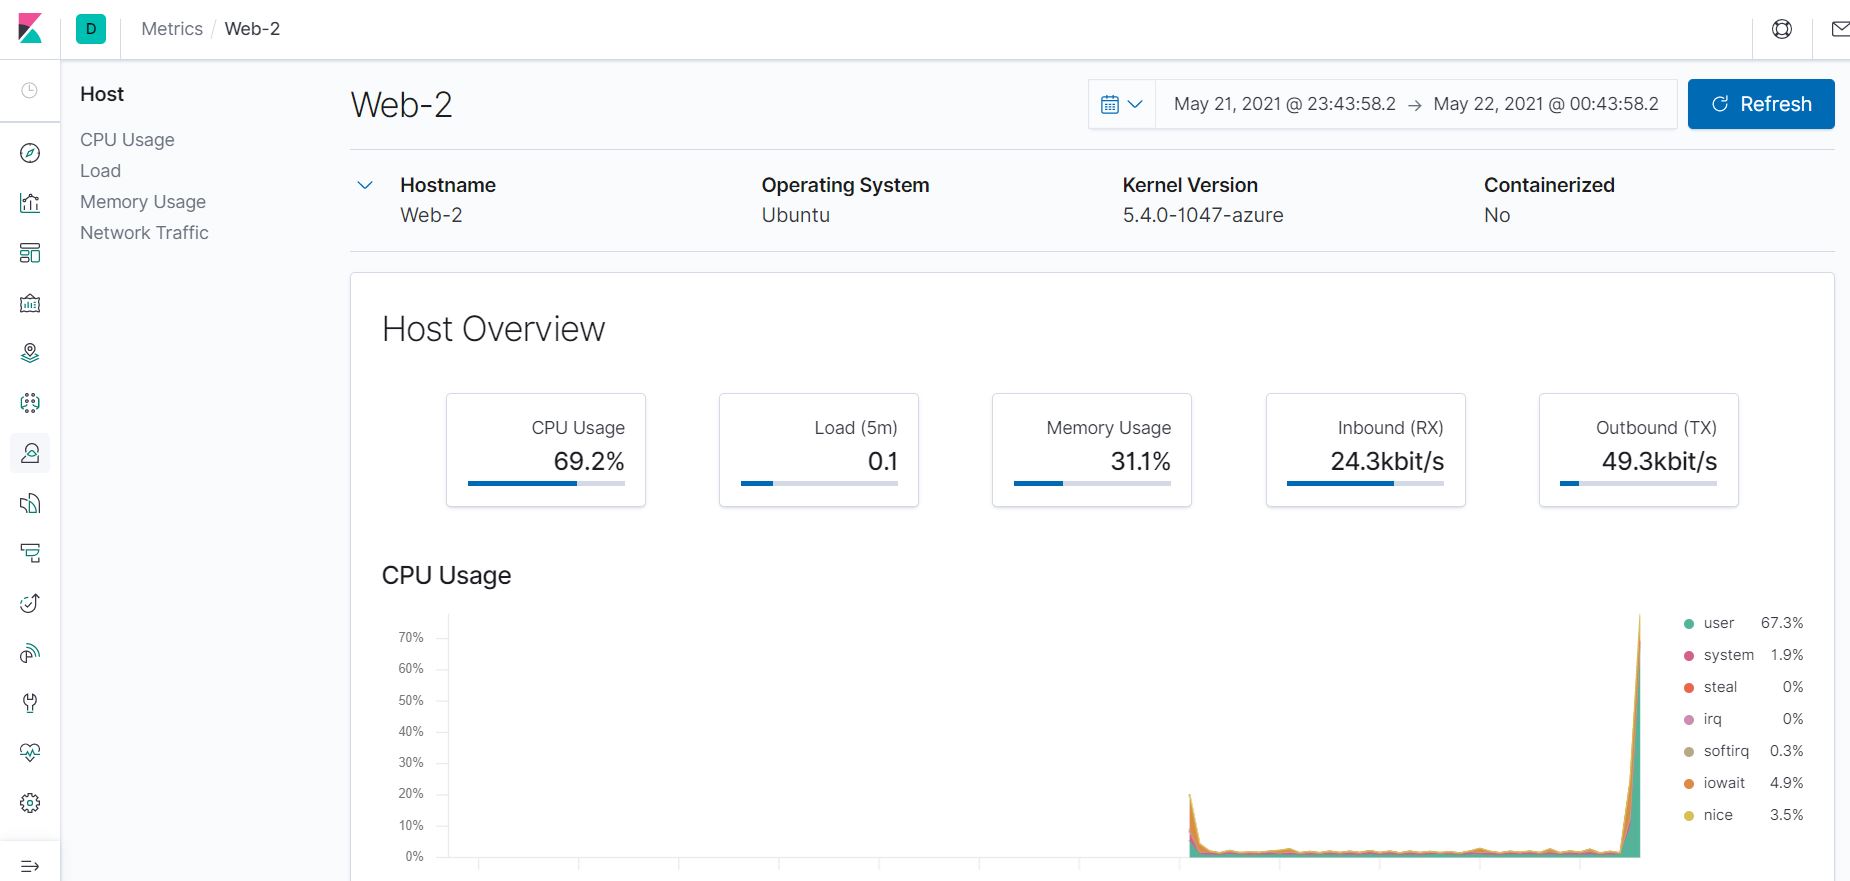 D
Metrics / Web-2
Host
CPU Usage
Load
Memory Usage
Network Traffic
Web-2
May 21, 2021 @ 23:43:58.2 → May 22, 2021 @ 00:43:58.2
Refresh
Hostname
Web-2
Operating System
Ubuntu
Kernel Version
5.4.0-1047-azure
Containerized
No
Host Overview
CPU Usage
69.2%
Load (5m)
0.1
Memory Usage
31.1%
Inbound (RX)
24.3kbit/s
Outbound (TX)
49.3kbit/s
CPU Usage
70%
60%
50%
40%
30%
20%
10%
0%
user 67.3%
system 1.9%
steal 0%
irq 0%
softirq 0.3%
iowait 4.9%
nice 3.5%